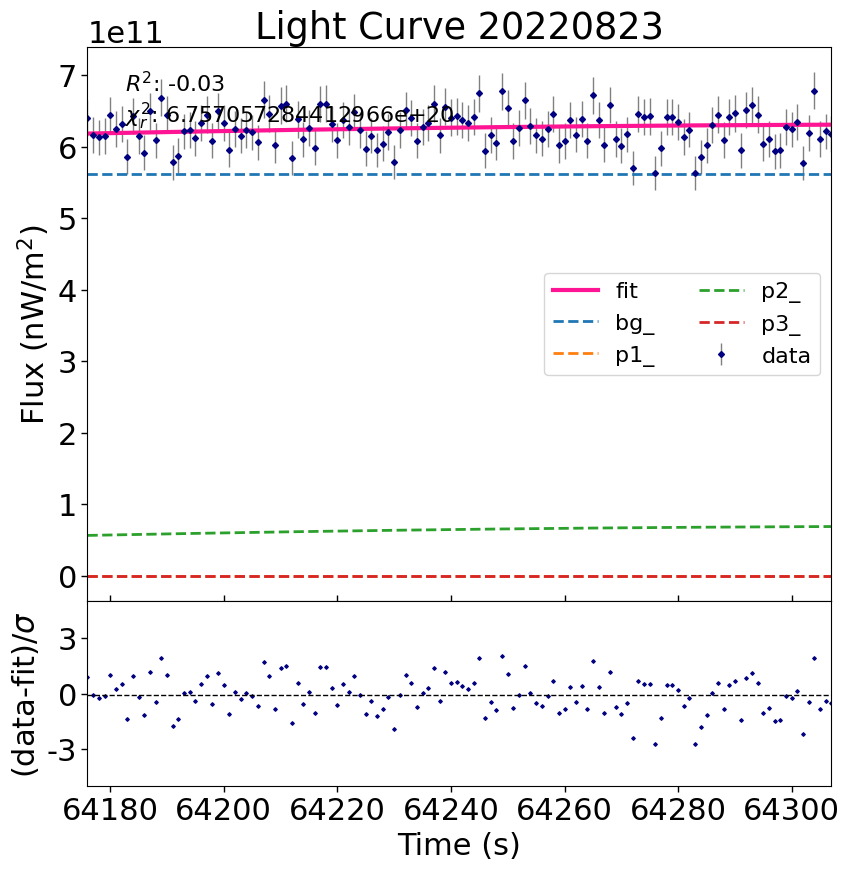 Light Curve 20220823
1e11
R²: -0.03
χ²ᵣ: 6.757057284412966e+20
7
6
5
4
3
2
1
0
Flux (nW/m²)
fit
bg_
p1_
p2_
p3_
data
3
0
-3
(data-fit)/σ
64180 64200 64220 64240 64260 64280 64300
Time (s)